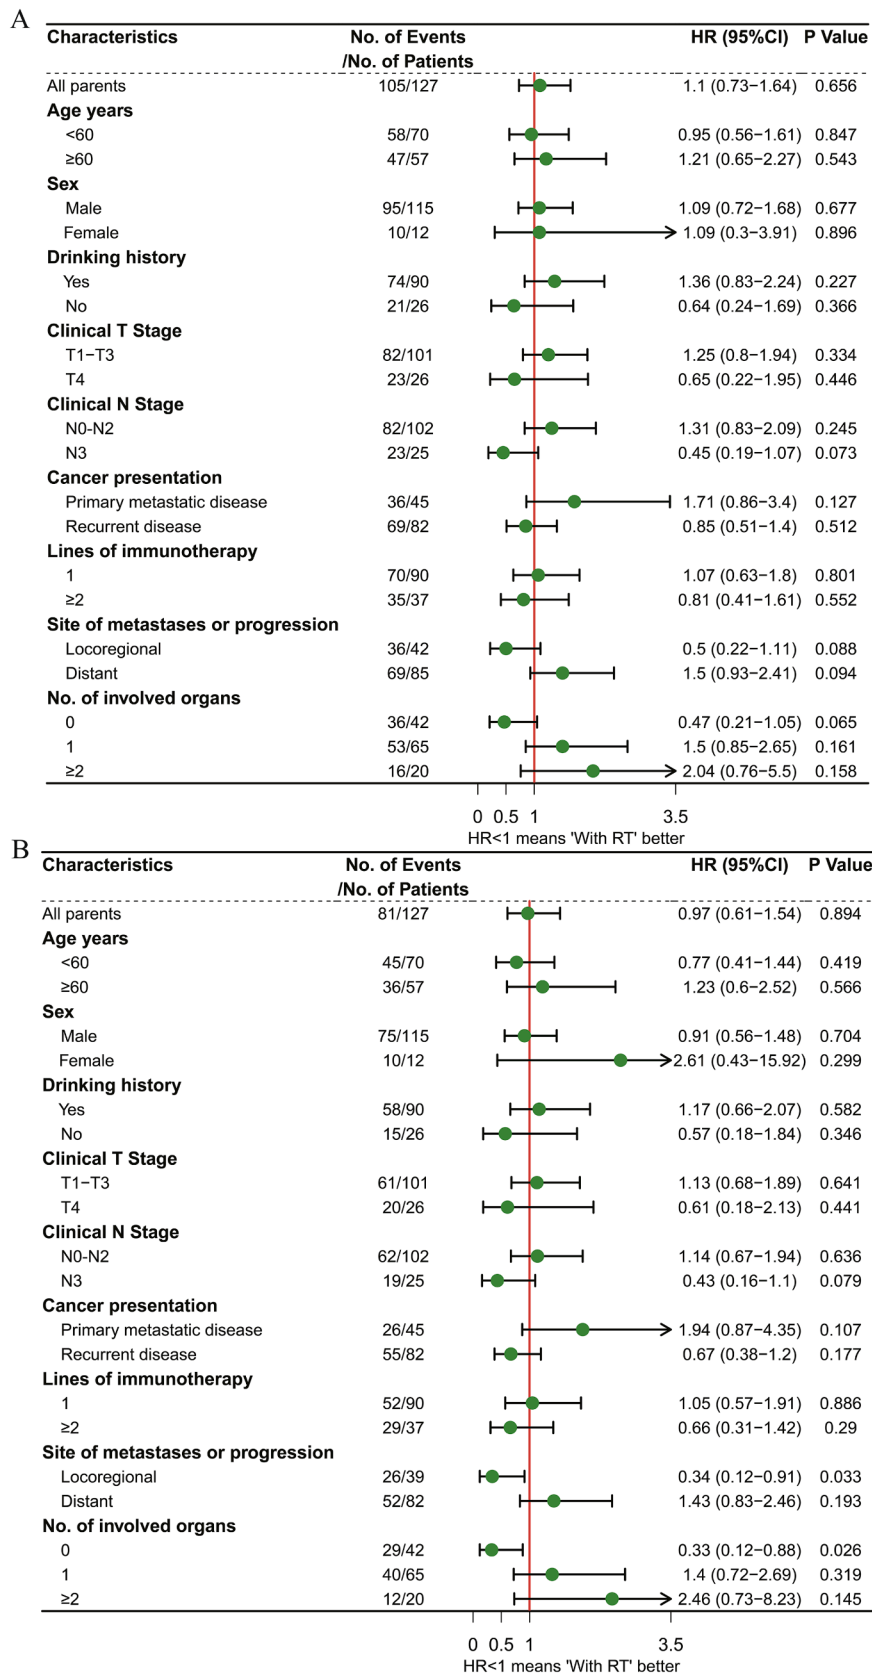 A
Characteristics No. of Events HR (95%CI) P Value
/No. of Patients
All parents 105/127 1.1 (0.73−1.64) 0.656
Age years
<60 58/70 0.95 (0.56−1.61) 0.847
≥60 47/57 1.21 (0.65−2.27) 0.543
Sex
Male 95/115 1.09 (0.72−1.68) 0.677
Female 10/12 1.09 (0.3−3.91) 0.896
Drinking history
Yes 74/90 1.36 (0.83−2.24) 0.227
No 21/26 0.64 (0.24−1.69) 0.366
Clinical T Stage
T1−T3 82/101 1.25 (0.8−1.94) 0.334
T4 23/26 0.65 (0.22−1.95) 0.446
Clinical N Stage
N0-N2 82/102 1.31 (0.83−2.09) 0.245
N3 23/25 0.45 (0.19−1.07) 0.073
Cancer presentation
Primary metastatic disease 36/45 1.71 (0.86−3.4) 0.127
Recurrent disease 69/82 0.85 (0.51−1.4) 0.512
Lines of immunotherapy
1 70/90 1.07 (0.63−1.8) 0.801
≥2 35/37 0.81 (0.41−1.61) 0.552
Site of metastases or progression
Locoregional 36/42 0.5 (0.22−1.11) 0.088
Distant 69/85 1.5 (0.93−2.41) 0.094
No. of involved organs
0 36/42 0.47 (0.21−1.05) 0.065
1 53/65 1.5 (0.85−2.65) 0.161
≥2 16/20 2.04 (0.76−5.5) 0.158
0 0.5 1 3.5
HR<1 means 'With RT' better
B
Characteristics No. of Events HR (95%CI) P Value
/No. of Patients
All parents 81/127 0.97 (0.61−1.54) 0.894
Age years
<60 45/70 0.77 (0.41−1.44) 0.419
≥60 36/57 1.23 (0.6−2.52) 0.566
Sex
Male 75/115 0.91 (0.56−1.48) 0.704
Female 10/12 2.61 (0.43−15.92) 0.299
Drinking history
Yes 58/90 1.17 (0.66−2.07) 0.582
No 15/26 0.57 (0.18−1.84) 0.346
Clinical T Stage
T1−T3 61/101 1.13 (0.68−1.89) 0.641
T4 20/26 0.61 (0.18−2.13) 0.441
Clinical N Stage
N0-N2 62/102 1.14 (0.67−1.94) 0.636
N3 19/25 0.43 (0.16−1.1) 0.079
Cancer presentation
Primary metastatic disease 26/45 1.94 (0.87−4.35) 0.107
Recurrent disease 55/82 0.67 (0.38−1.2) 0.177
Lines of immunotherapy
1 52/90 1.05 (0.57−1.91) 0.886
≥2 29/37 0.66 (0.31−1.42) 0.29
Site of metastases or progression
Locoregional 26/39 0.34 (0.12−0.91) 0.033
Distant 52/82 1.43 (0.83−2.46) 0.193
No. of involved organs
0 29/42 0.33 (0.12−0.88) 0.026
1 40/65 1.4 (0.72−2.69) 0.319
≥2 12/20 2.46 (0.73−8.23) 0.145
0 0.5 1 3.5
HR<1 means 'With RT' better